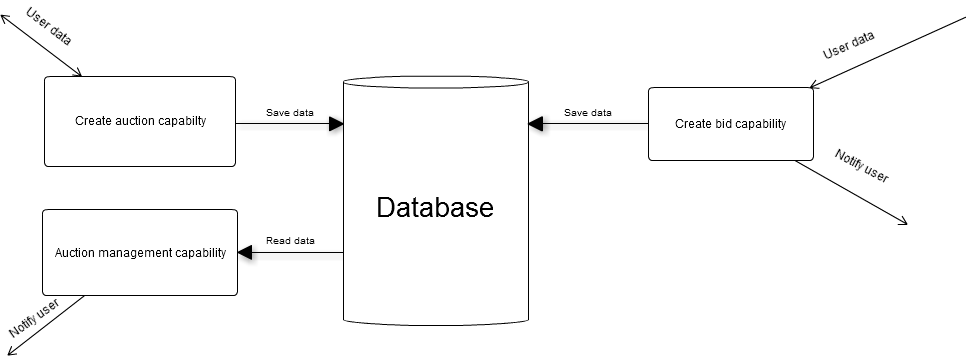 User data
User data
Create auction capabilty
Save data
Save data
Create bid capability
Notify user
Database
Read data
Auction management capability
Notify user